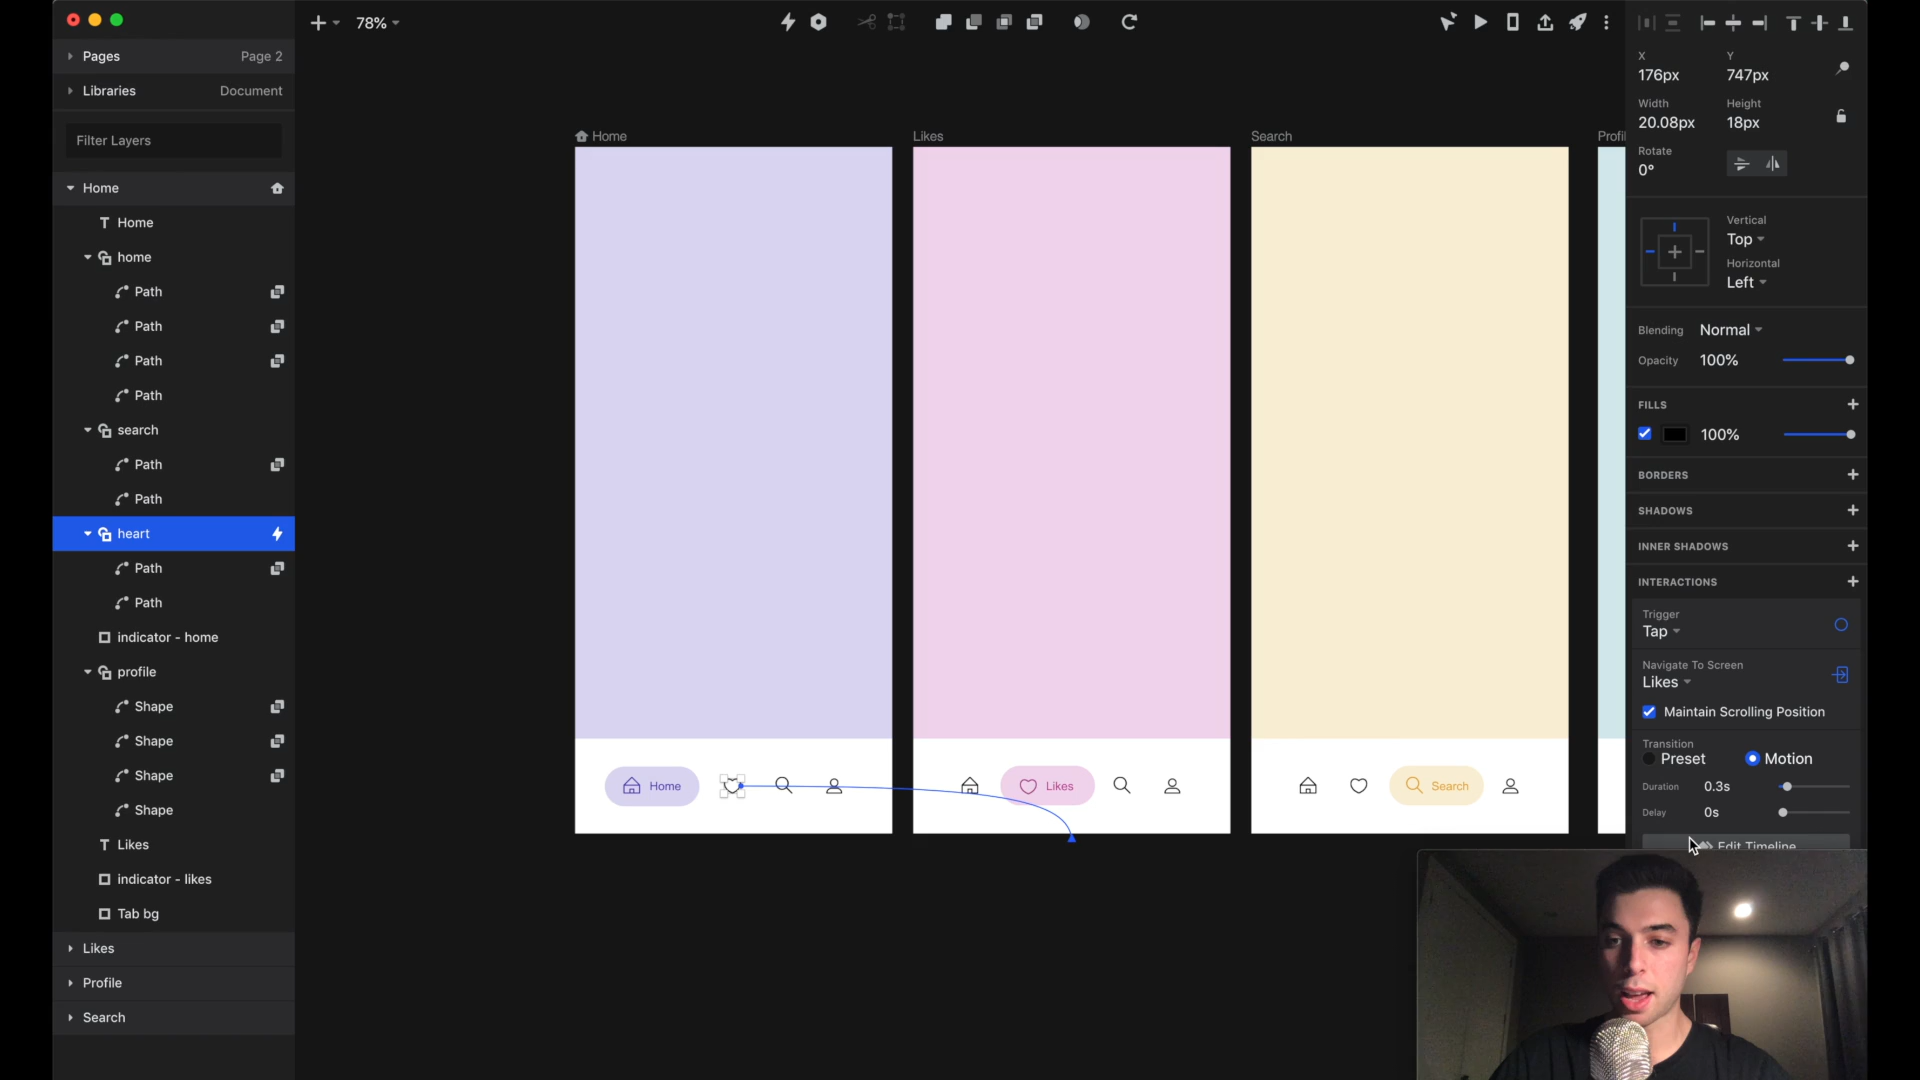 78%
Pages
Page 2
Libraries
Document
Filter Layers
Home
Home
home
Path
Path
Path
Path
search
Path
Path
heart
Path
Path
indicator - home
profile
Shape
Shape
Shape
Shape
Likes
indicator - likes
Tab bg
Likes
Profile
Search
Home
Likes
Search
Home
Likes
Search
X
Y
176px
747px
Width
Height
20.08px
18px
Rotate
0°
Vertical
Top
Horizontal
Left
Blending
Normal
Opacity
100%
FILLS
100%
BORDERS
SHADOWS
INNER SHADOWS
INTERACTIONS
Trigger
Tap
Navigate To Screen
Likes
Maintain Scrolling Position
Transition
Preset
Motion
Duration
0.3s
Delay
0s
Edit Timeline